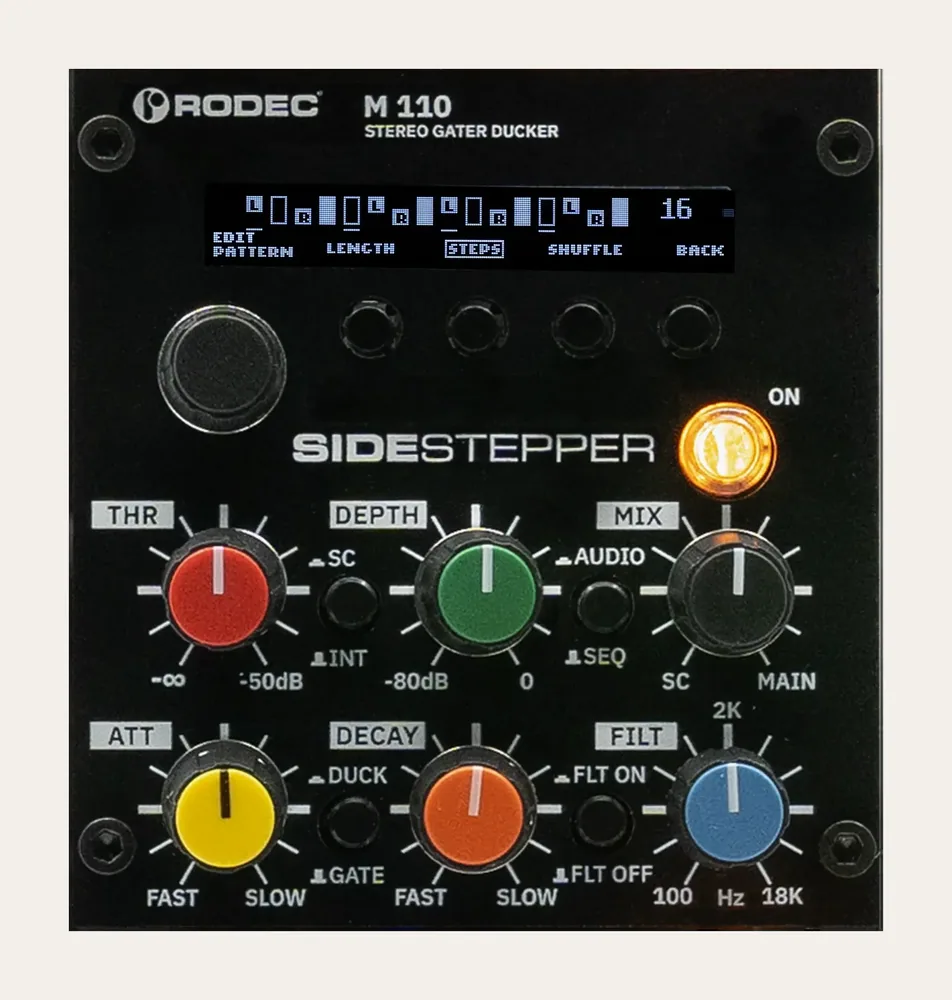 RODEC M 110
STEREO GATER DUCKER
L R L R L R L R 16
EDIT
PATTERN LENGTH STEPS SHUFFLE BACK
ON
SIDESTEPPER
THR DEPTH MIX
SC AUDIO
INT SEQ
-∞ -50dB -80dB 0 SC MAIN
2K
ATT DECAY FILT
DUCK FLT ON
GATE FLT OFF
FAST SLOW FAST SLOW 100 Hz 18K